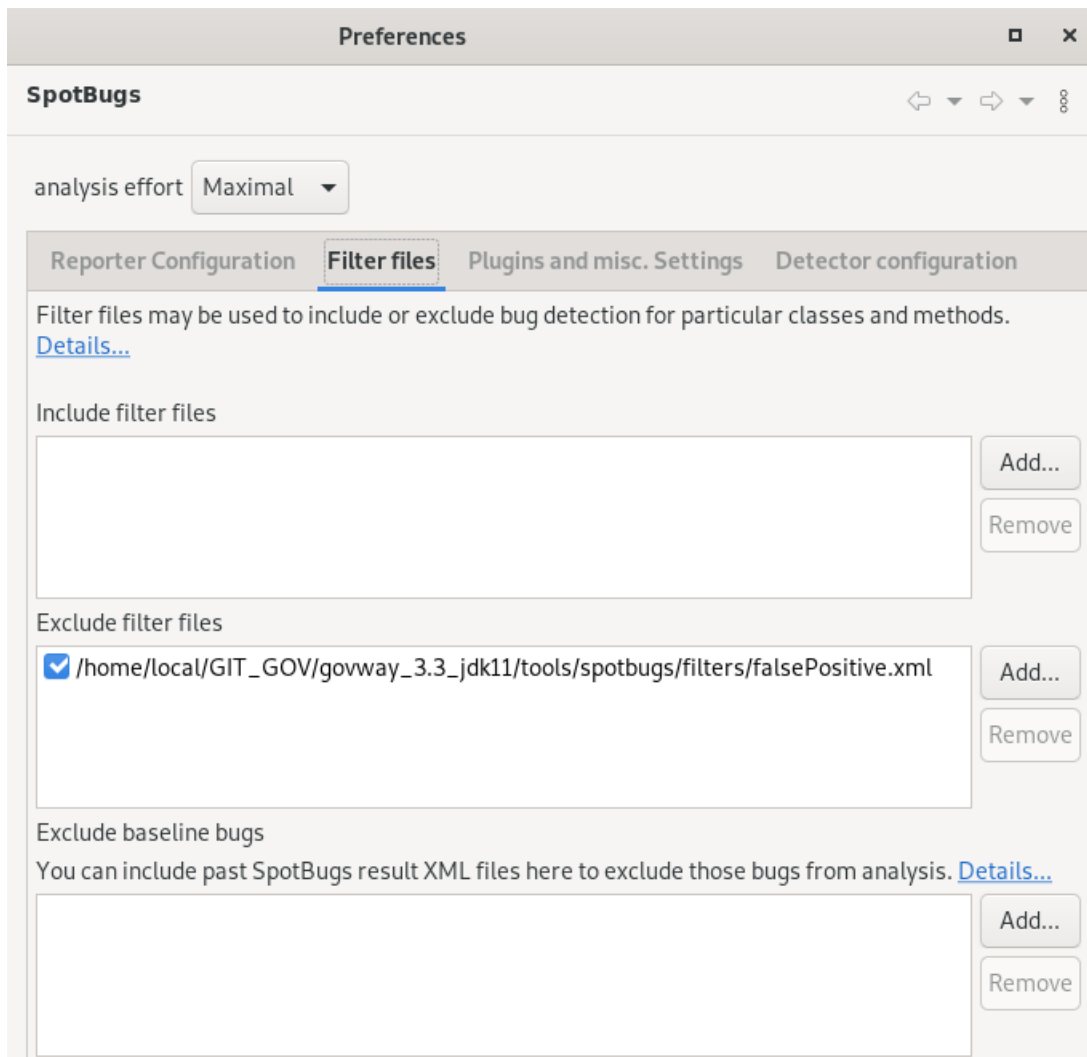 Preferences
SpotBugs
analysis effort Maximal
Reporter Configuration Filter files Plugins and misc. Settings Detector configuration
Filter files may be used to include or exclude bug detection for particular classes and methods.
Details...
Include filter files
Add...
Remove
Exclude filter files
/home/local/GIT_GOV/govway_3.3_jdk11/tools/spotbugs/filters/falsePositive.xml
Add...
Remove
Exclude baseline bugs
You can include past SpotBugs result XML files here to exclude those bugs from analysis. Details...
Add...
Remove